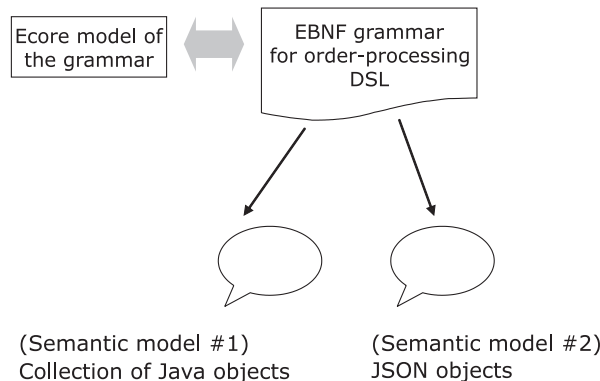 Ecore model of
the grammar
EBNF grammar
for order-processing
DSL
(Semantic model #1)
Collection of Java objects
(Semantic model #2)
JSON objects